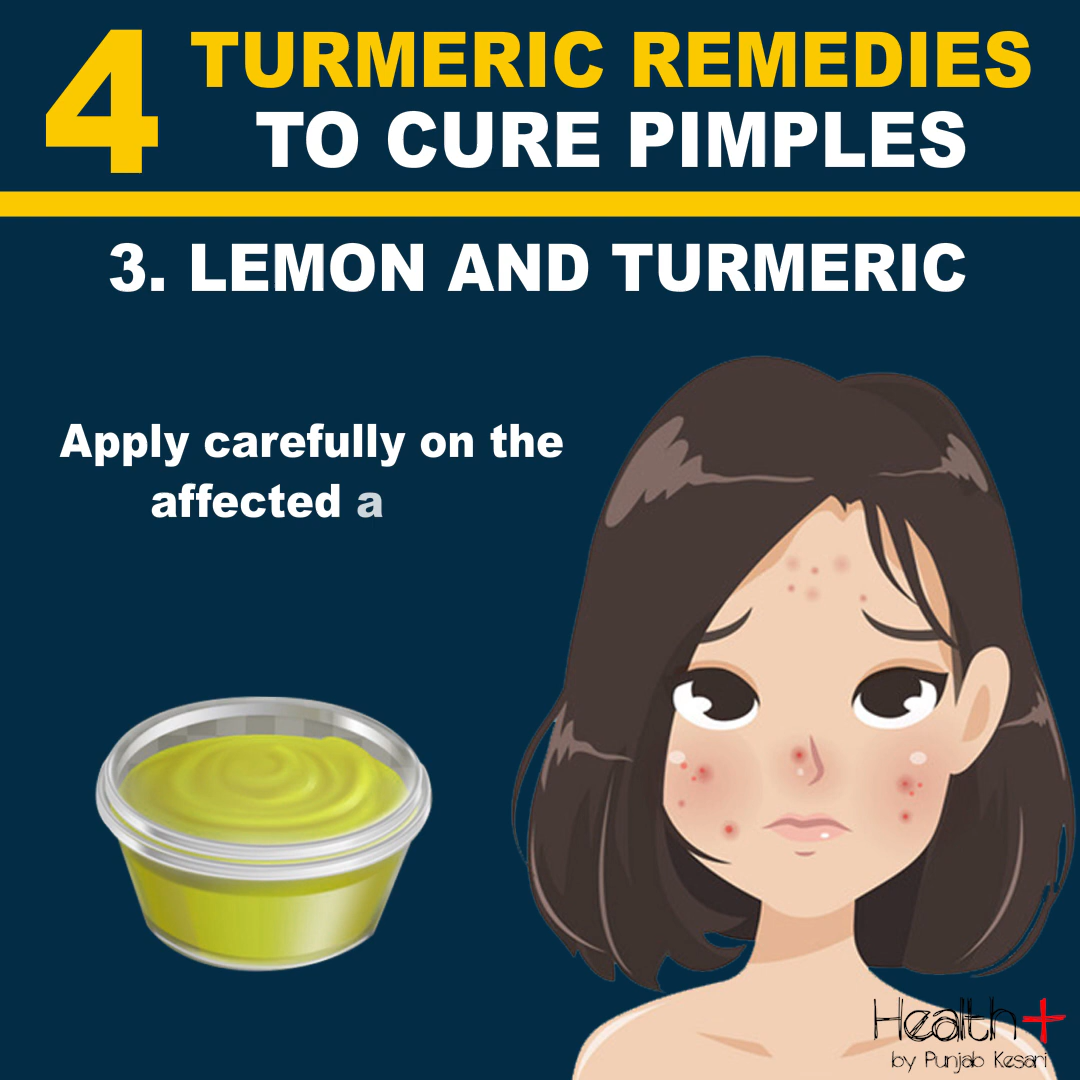 4 TURMERIC REMEDIES
TO CURE PIMPLES
3. LEMON AND TURMERIC
Apply carefully on the
affected a
Health+
by Punjab Kesari